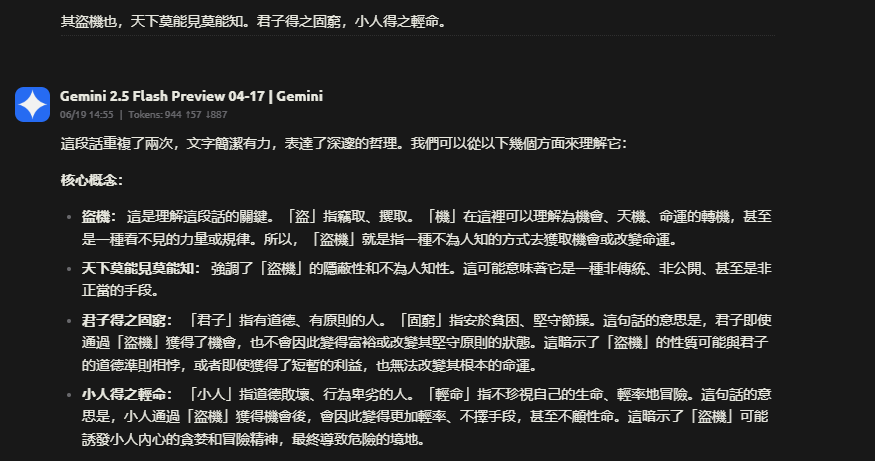 其盜機也，天下莫能見莫能知。君子得之固窮，小人得之輕命。
Gemini 2.5 Flash Preview 04-17 | Gemini
06/19 14:55 | Tokens: 944 ↑57 ↓887
這段話重複了兩次，文字簡潔有力，表達了深邃的哲理。我們可以從以下幾個方面來理解它：
核心概念：
• 盜機： 這是理解這段話的關鍵。「盜」指竊取、撰取。「機」在這裡可以理解為機會、天機、命運的轉機，甚至
是一種看不見的力量或規律。所以，「盜機」就是指一種不為人知的方式去獲取機會或改變命運。
• 天下莫能見莫能知： 強調了「盜機」的隱蔽性和不為人知性。這可能意味著它是一種非傳統、非公開、甚至是非
正當的手段。
• 君子得之固窮： 「君子」指有道德、有原則的人。「固窮」指安於貧困、堅守節操。這句話的意思是，君子即使
通過「盜機」獲得了機會，也不會因此變得富裕或改變其堅守原則的狀態。這暗示了「盜機」的性質可能與君子
的道德準則相悖，或者即使獲得了短暫的利益，也無法改變其根本的命運。
• 小人得之輕命： 「小人」指道德敗壞、行為卑劣的人。「輕命」指不珍視自己的生命、輕率地冒險。這句話的意
思是，小人通過「盜機」獲得機會後，會因此變得更加輕率、不擇手段，甚至不顧性命。這暗示了「盜機」可能
誘發小人內心的貪婪和冒險精神，最終導致危險的境地。